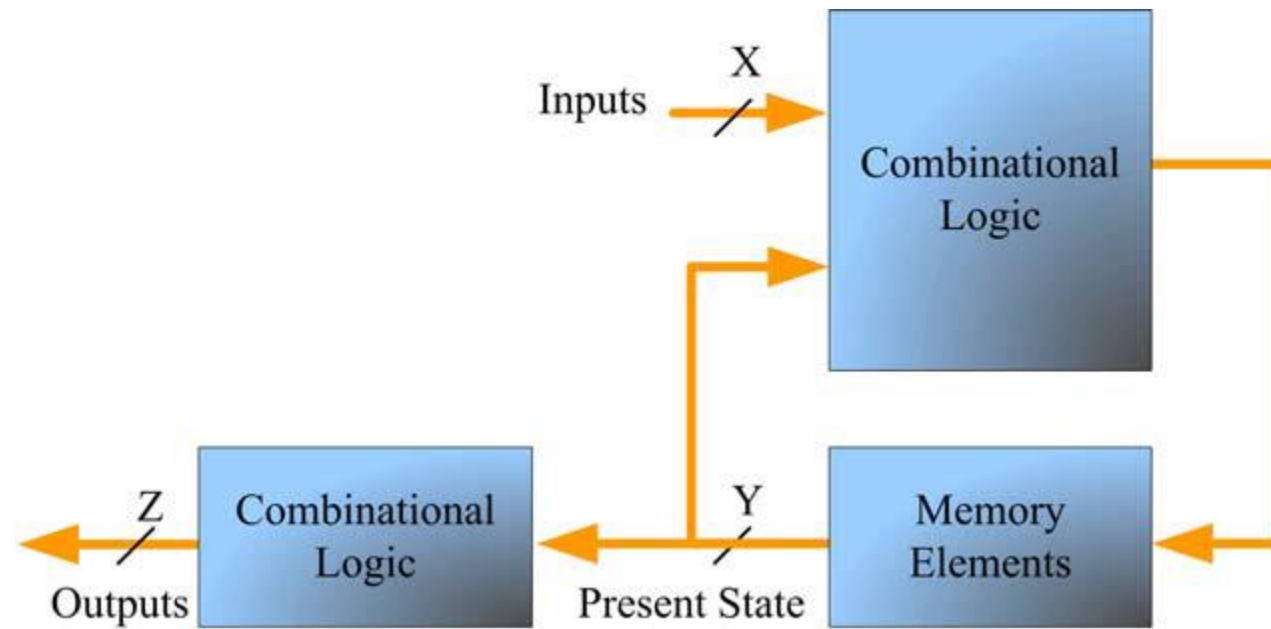 X
Inputs
Combinational
Logic
Z
Combinational
Logic
Y
Memory
Elements
Outputs
Present State